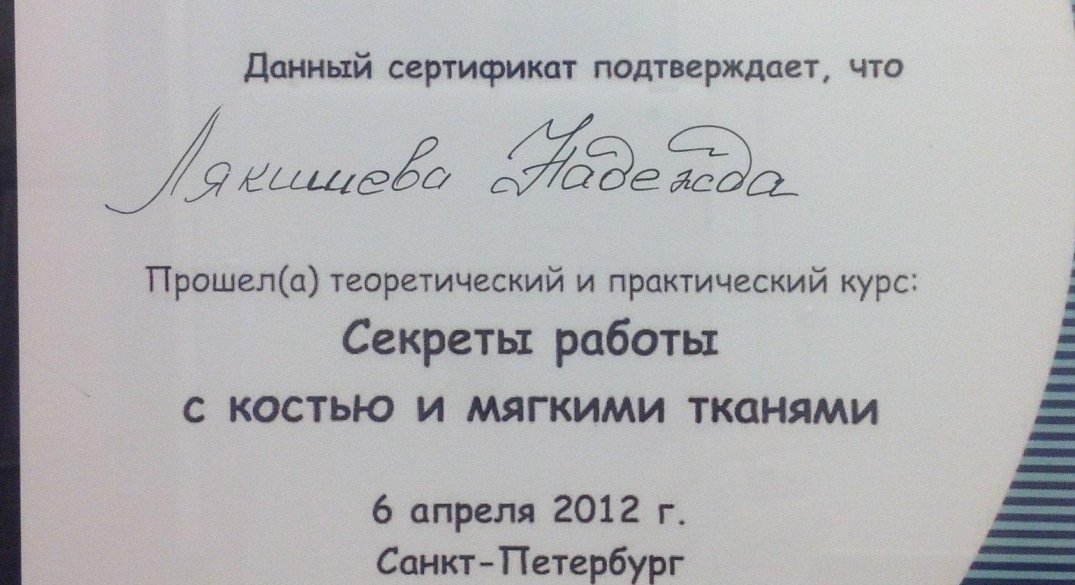 Данный сертификат подтверждает, что
Лякишева Надежда
Прошел(а) теоретический и практический курс:
Секреты работы
с костью и мягкими тканями
6 апреля 2012 г.
Санкт-Петербург